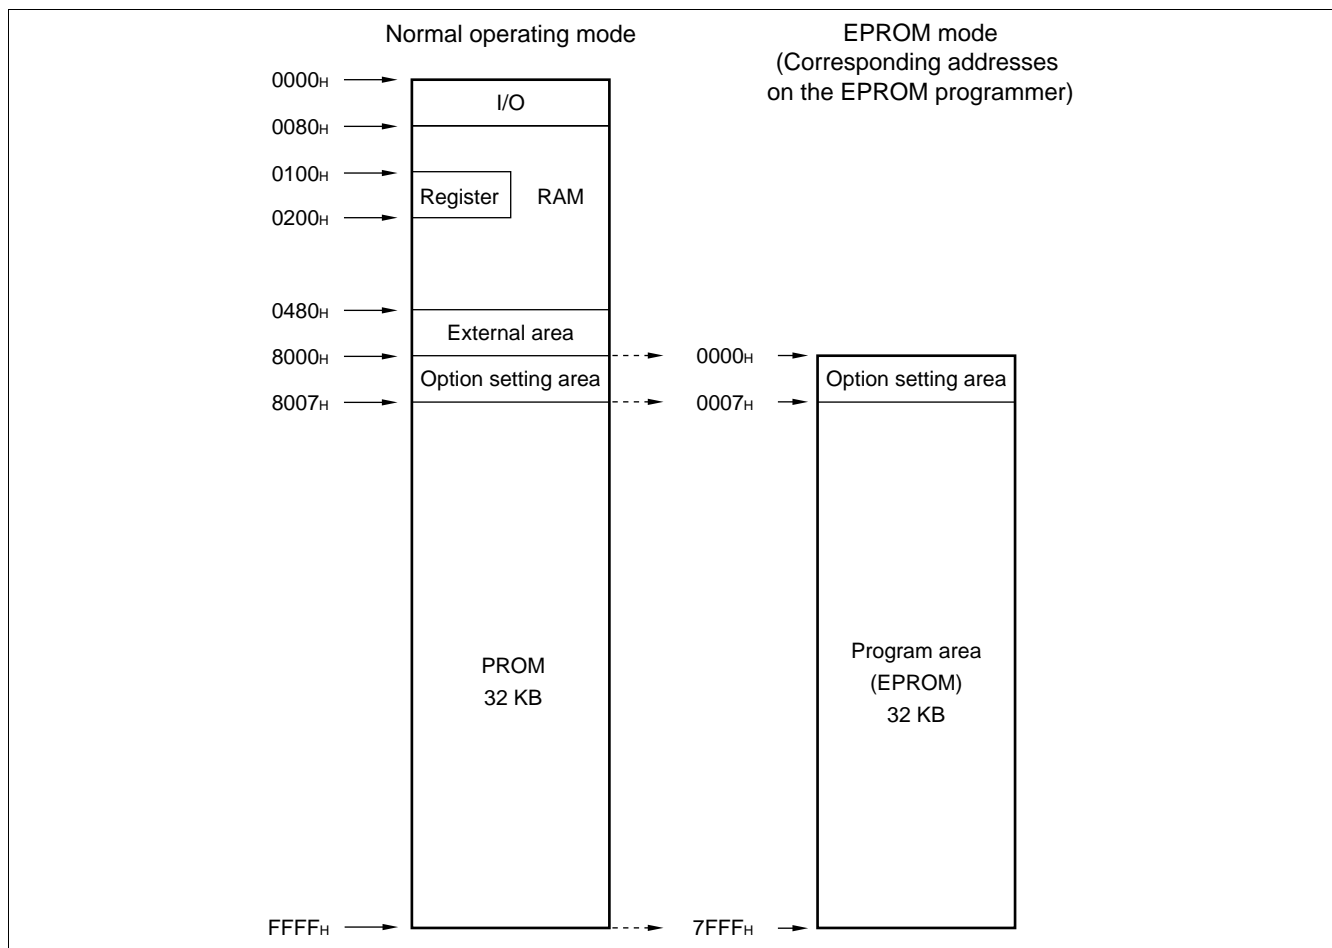 Normal operating mode
EPROM mode
(Corresponding addresses
on the EPROM programmer)
0000H
I/O
0080H
0100H
Register
RAM
0200H
0480H
External area
8000H
0000H
Option setting area
Option setting area
8007H
0007H
PROM
32 KB
Program area
(EPROM)
32 KB
FFFFH
7FFFH